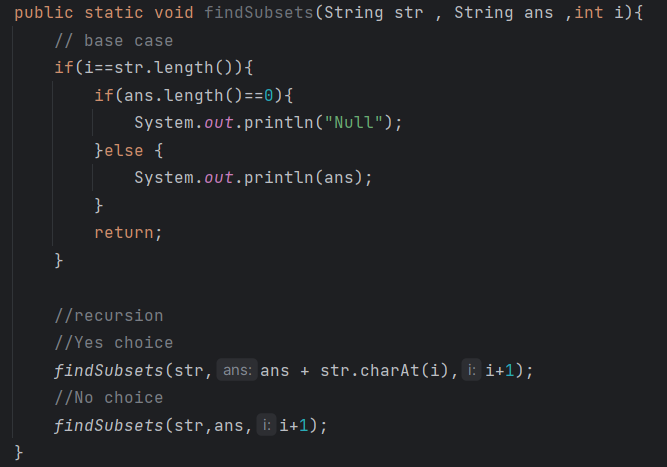 public static void findSubsets(String str , String ans ,int i){
// base case
if(i==str.length()){
if(ans.length()==0){
System.out.println("Null");
}else {
System.out.println(ans);
}
return;
}
//recursion
//Yes choice
findSubsets(str, ans: ans + str.charAt(i), i: i+1);
//No choice
findSubsets(str,ans, i: i+1);
}